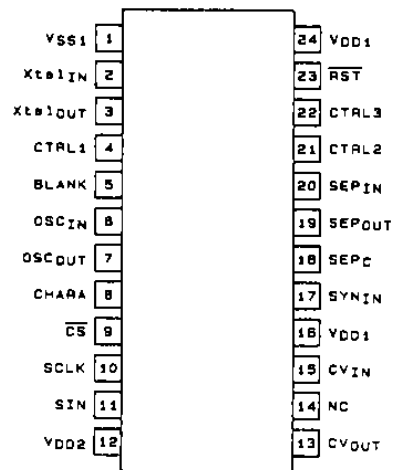 VSS1 1 24 VDD1
XtalIN 2 23 RST
XtalOUT 3 22 CTRL3
CTRL1 4 21 CTRL2
BLANK 5 20 SEPIN
OSCIN 6 19 SEPOUT
OSCOUT 7 18 SEPC
CHARA 8 17 SYNIN
CS 9 16 VDD1
SCLK 10 15 CVIN
SIN 11 14 NC
VDD2 12 13 CVOUT